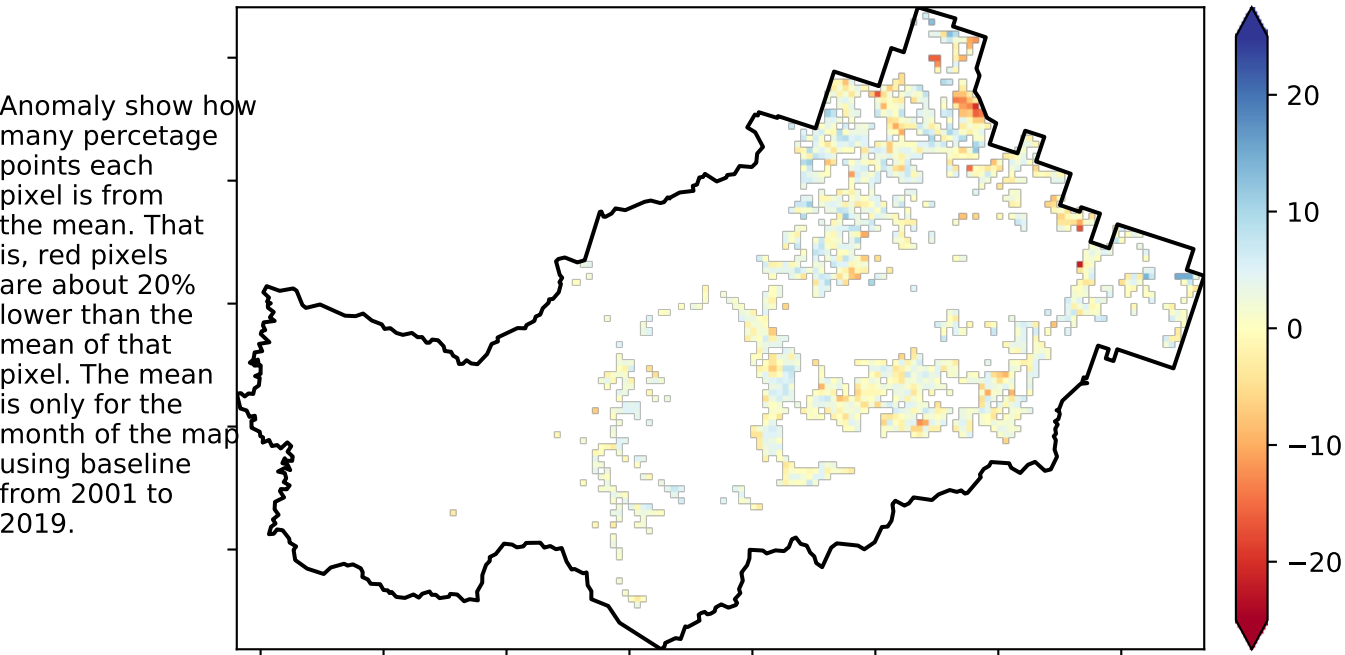 Anomaly show how
many percetage
points each
pixel is from
the mean. That
is, red pixels
are about 20%
lower than the
mean of that
pixel. The mean
is only for the
month of the map
using baseline
from 2001 to
2019.
20
10
0
−10
−20